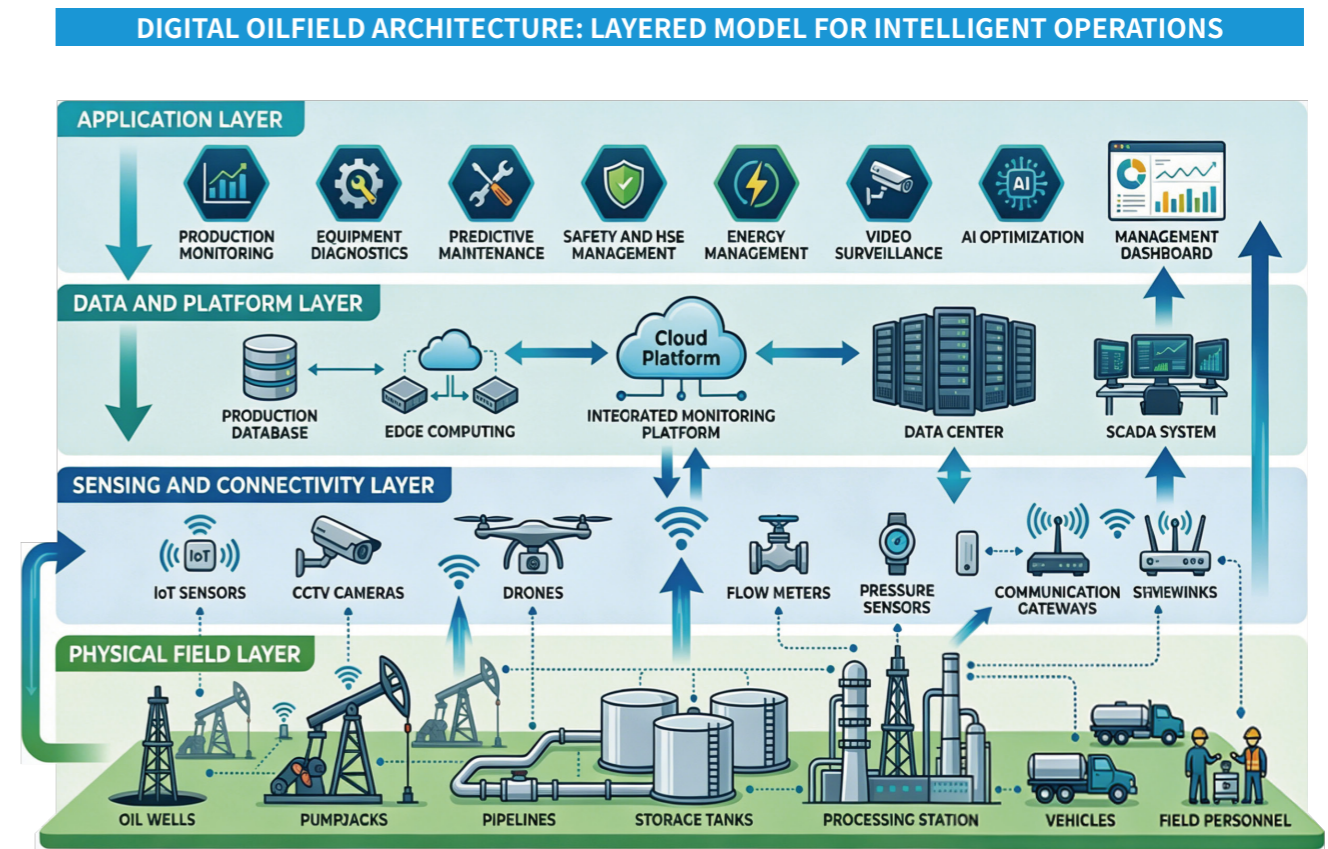 DIGITAL OILFIELD ARCHITECTURE: LAYERED MODEL FOR INTELLIGENT OPERATIONS
APPLICATION LAYER
PRODUCTION
MONITORING
EQUIPMENT
DIAGNOSTICS
PREDICTIVE
MAINTENANCE
SAFETY AND HSE
MANAGEMENT
ENERGY
MANAGEMENT
VIDEO
SURVEILLANCE
AI
AI OPTIMIZATION
MANAGEMENT
DASHBOARD
DATA AND PLATFORM LAYER
PRODUCTION
DATABASE
EDGE COMPUTING
Cloud
Platform
INTEGRATED MONITORING
PLATFORM
DATA CENTER
SCADA SYSTEM
SENSING AND CONNECTIVITY LAYER
IoT
IoT SENSORS
CCTV CAMERAS
DRONES
FLOW METERS
PRESSURE
SENSORS
COMMUNICATION
GATEWAYS
SHVIEWINKS
PHYSICAL FIELD LAYER
OIL WELLS
PUMPJACKS
PIPELINES
STORAGE TANKS
PROCESSING STATION
VEHICLES
FIELD PERSONNEL